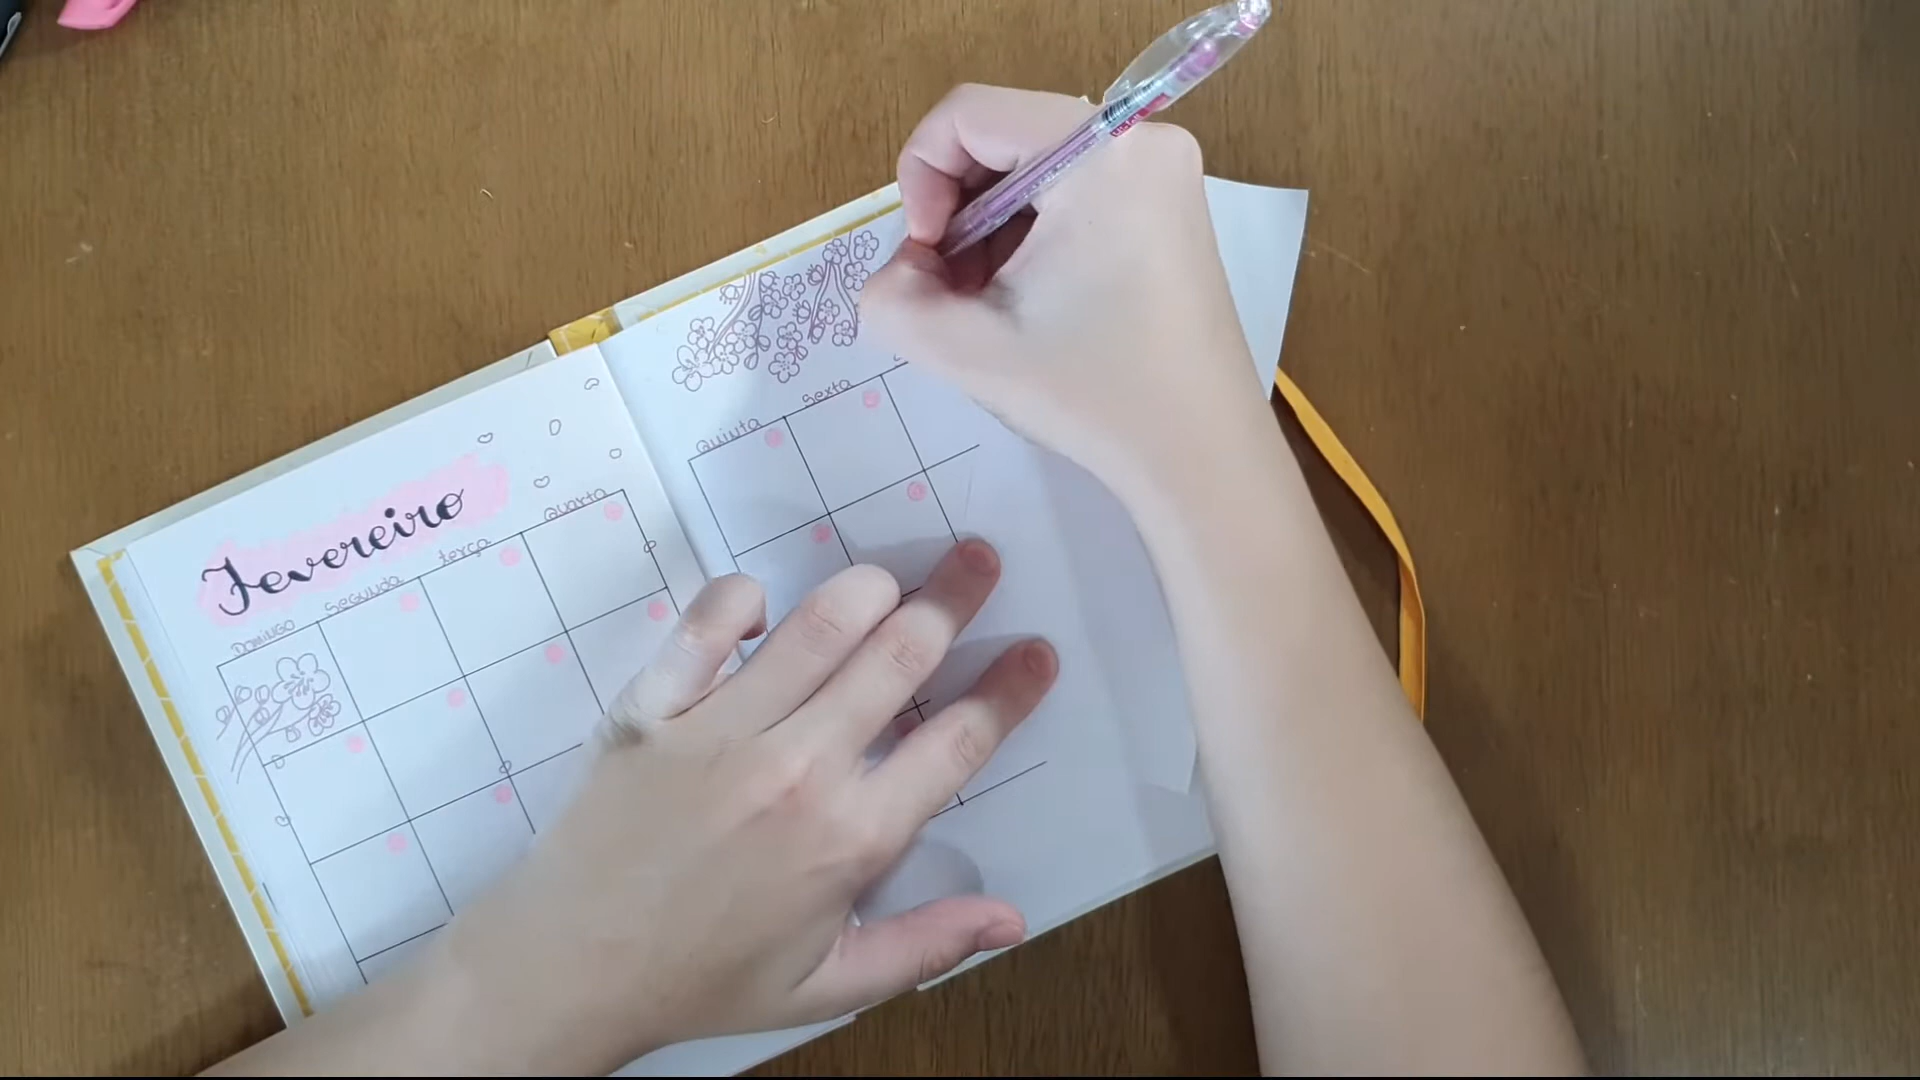 Fevereiro
DOMINGO
Segunda
terça
Quarta
Quinta
Sexta